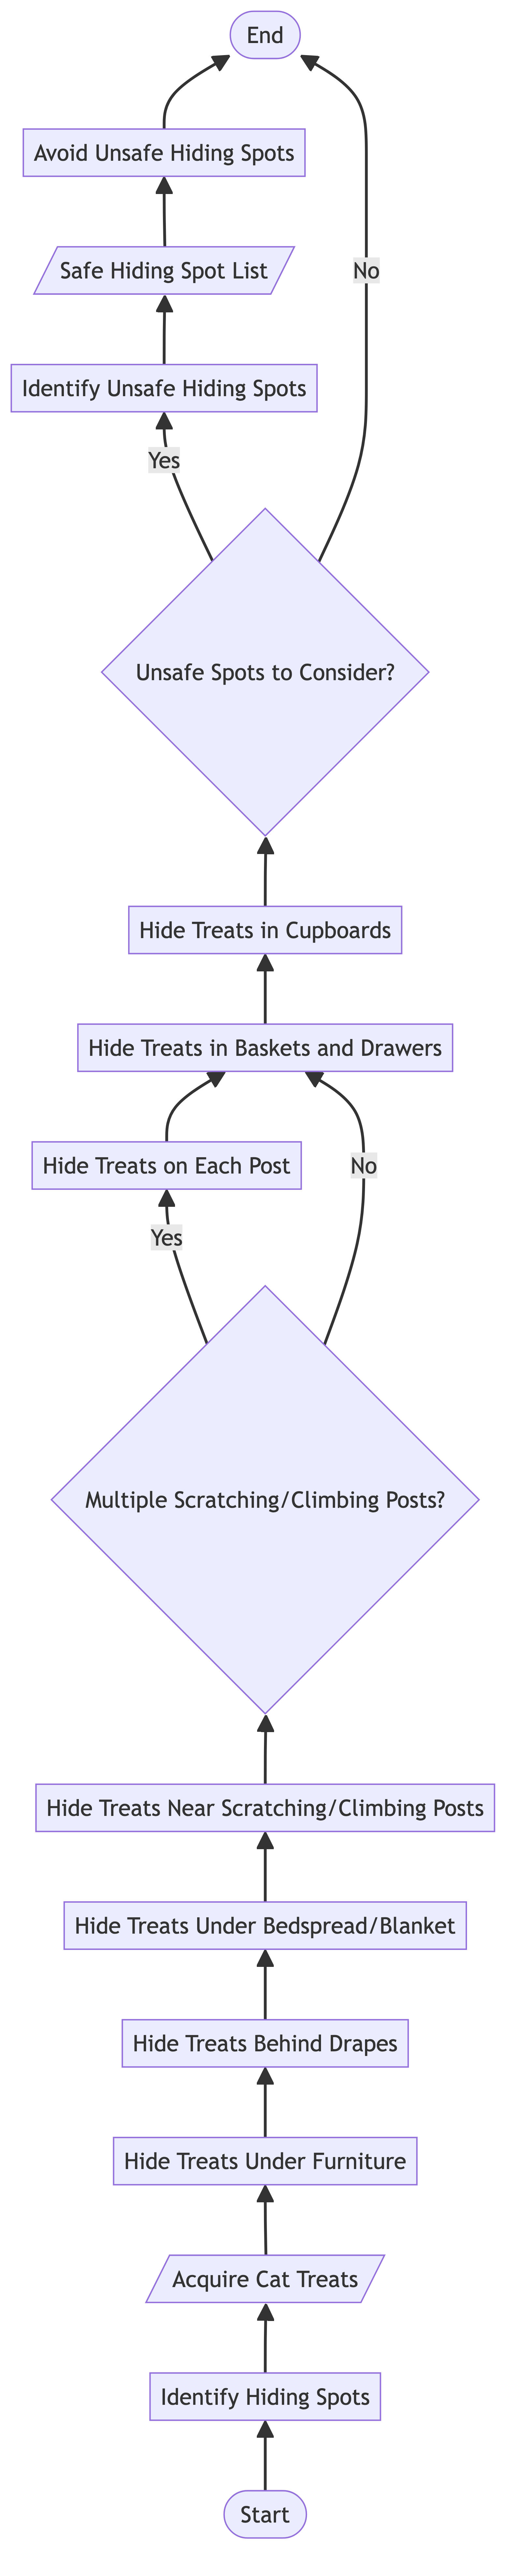 End
Avoid Unsafe Hiding Spots
Safe Hiding Spot List
No
Identify Unsafe Hiding Spots
Yes
Unsafe Spots to Consider?
Hide Treats in Cupboards
Hide Treats in Baskets and Drawers
Hide Treats on Each Post
No
Yes
Multiple Scratching/Climbing Posts?
Hide Treats Near Scratching/Climbing Posts
Hide Treats Under Bedspread/Blanket
Hide Treats Behind Drapes
Hide Treats Under Furniture
Acquire Cat Treats
Identify Hiding Spots
Start